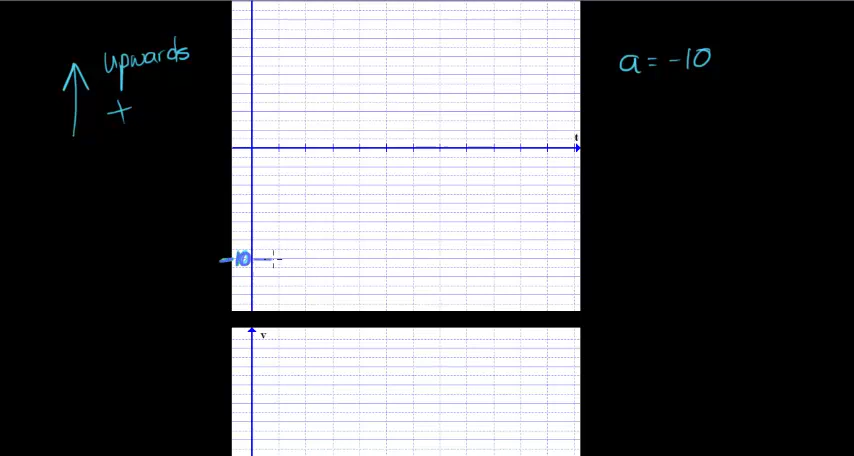 upwards
+
a = -10
t
-10
v